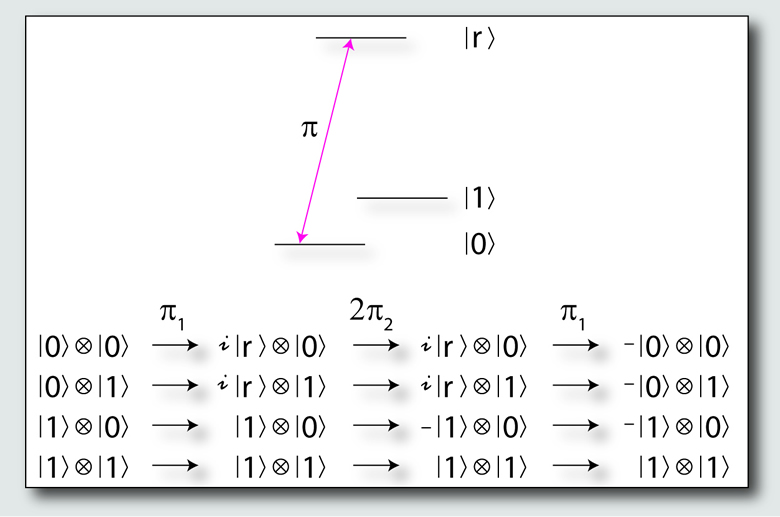 |r⟩
π
|1⟩
|0⟩
π₁ 2π₂ π₁
|0⟩⊗|0⟩ → i|r⟩⊗|0⟩ → i|r⟩⊗|0⟩ → -|0⟩⊗|0⟩
|0⟩⊗|1⟩ → i|r⟩⊗|1⟩ → i|r⟩⊗|1⟩ → -|0⟩⊗|1⟩
|1⟩⊗|0⟩ → |1⟩⊗|0⟩ → -|1⟩⊗|0⟩ → -|1⟩⊗|0⟩
|1⟩⊗|1⟩ → |1⟩⊗|1⟩ → |1⟩⊗|1⟩ → |1⟩⊗|1⟩